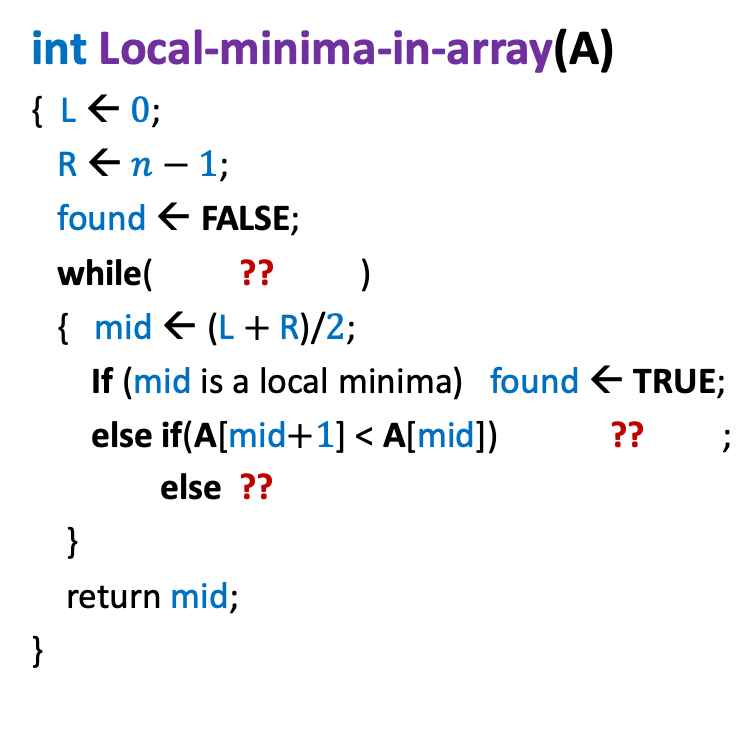 int Local-minima-in-array(A)
{ L ← 0;
R ← n − 1;
found ← FALSE;
while( ?? )
{ mid ← (L + R)/2;
If (mid is a local minima) found ← TRUE;
else if(A[mid+1] < A[mid]) ?? ;
else ??
}
return mid;
}